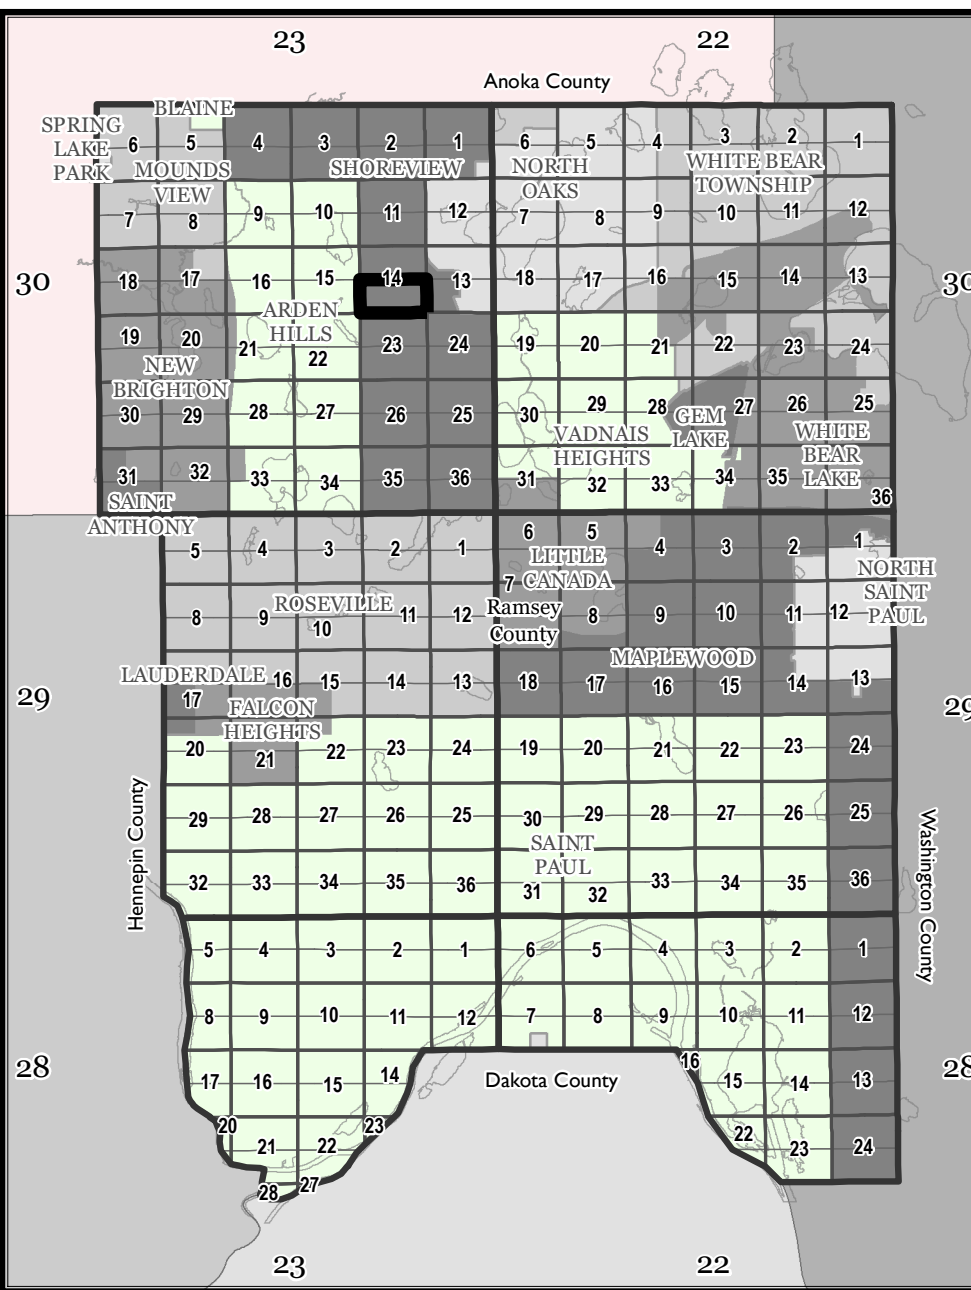 23 22
Anoka County
BLAINE
SPRING
LAKE
PARK
6 5 4 3 2 1 6 5 4 3 2 1
MOUNDS
VIEW
SHOREVIEW
NORTH
OAKS
WHITE BEAR
TOWNSHIP
7 8 9 10 11 12 7 8 9 10 11 12
30 18 17 16 15 14 13 18 17 16 15 14 13 30
ARDEN
HILLS
19 20 21 22 23 24 19 20 21 22 23 24
NEW
BRIGHTON
30 29 28 27 26 25 30 29 28 27 26 25
GEM
LAKE
VADNAIS
HEIGHTS
WHITE
BEAR
LAKE
31 32 33 34 35 36 31 32 33 34 35 36
SAINT
ANTHONY
5 4 3 2 1 6 5 4 3 2 1
LITTLE
CANADA
NORTH
SAINT
PAUL
8 9 10 11 12 7 8 9 10 11 12
ROSEVILLE
Ramsey
County
MAPLEWOOD
LAUDERDALE
29 17 16 15 14 13 18 17 16 15 14 13 29
FALCON
HEIGHTS
20 21 22 23 24 19 20 21 22 23 24
Hennepin County
29 28 27 26 25 30 29 28 27 26 25
Washington County
SAINT
PAUL
32 33 34 35 36 31 32 33 34 35 36
5 4 3 2 1 6 5 4 3 2 1
8 9 10 11 12 7 8 9 10 11 12
28 17 16 15 14 16 15 14 13 28
Dakota County
20 21 22 23 22 23 24
28 27
23 22